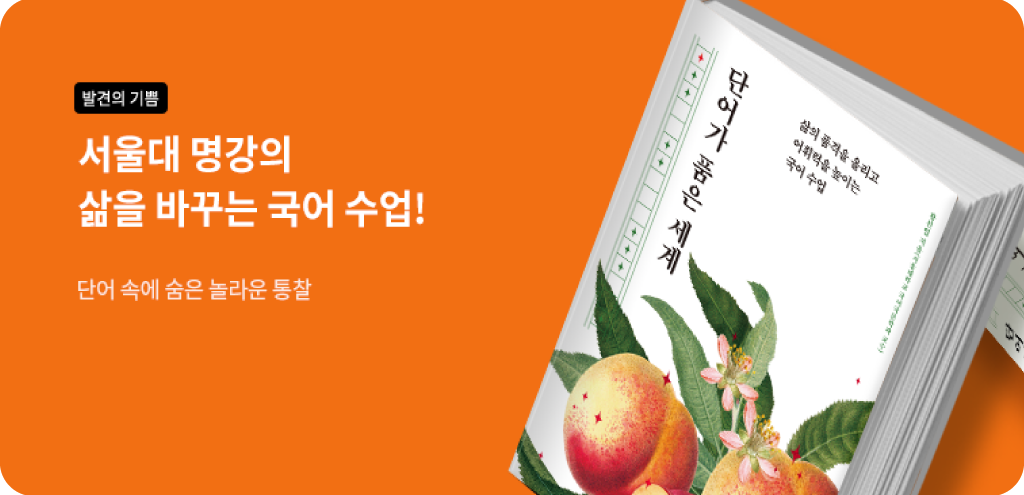 발견의 기쁨
서울대 명강의
삶을 바꾸는 국어 수업!
단어 속에 숨은 놀라운 통찰
단어가 품은 세계
삶의 품격을 올리고
어휘력을 높이는
국어 수업